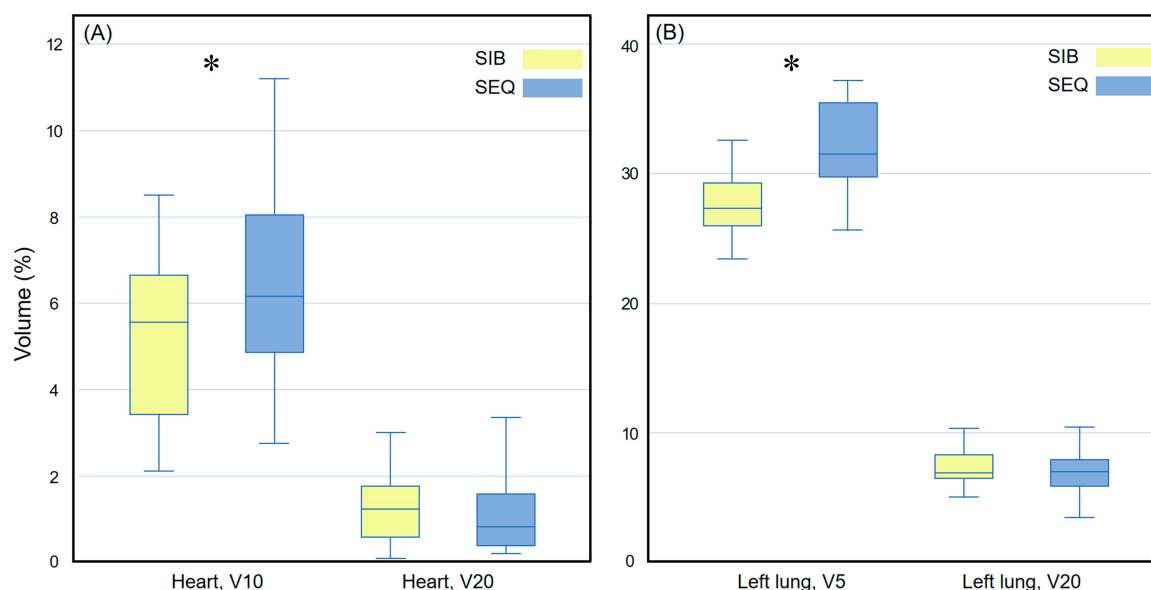 (A)
SIB
SEQ
*
Volume (%)
12
10
8
6
4
2
0
Heart, V10
Heart, V20
(B)
SIB
SEQ
*
40
30
20
10
0
Left lung, V5
Left lung, V20